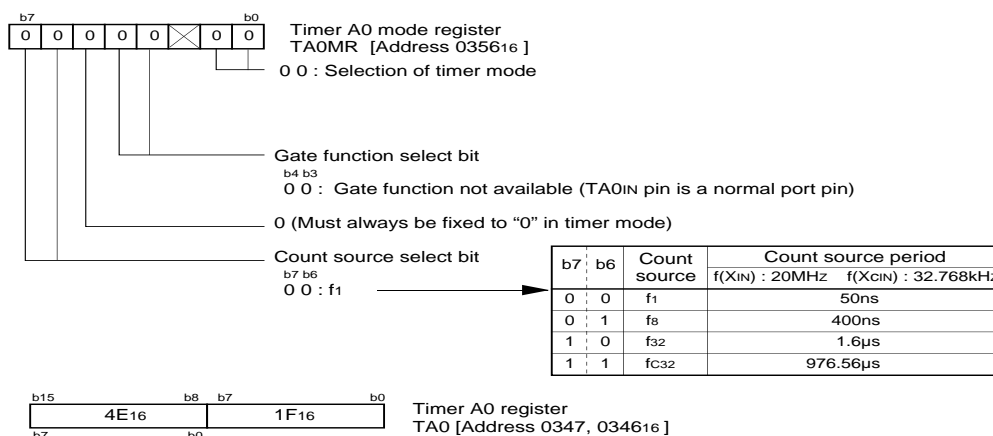 b7 b0
0 0 0 0 0 0 0
Timer A0 mode register
TA0MR [Address 035616 ]
0 0 : Selection of timer mode
Gate function select bit
b4 b3
0 0 : Gate function not available (TA0IN pin is a normal port pin)
0 (Must always be fixed to “0” in timer mode)
Count source select bit
b7 b6
0 0 : f1
b7 b6 Count source Count source period
f(XIN) : 20MHz f(XCIN) : 32.768kHz
0 0 f1 50ns
0 1 f8 400ns
1 0 f32 1.6µs
1 1 fC32 976.56µs
b15 b8 b7 b0
4E16 1F16
b7 b0
Timer A0 register
TA0 [Address 0347, 034616 ]